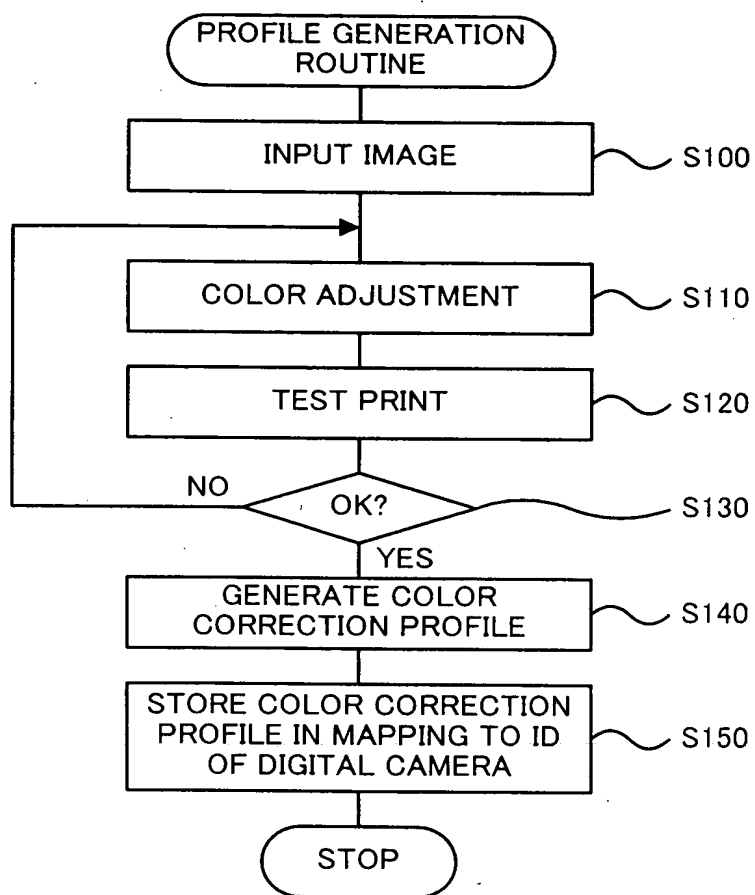 PROFILE GENERATION
ROUTINE
INPUT IMAGE
S100
COLOR ADJUSTMENT
S110
TEST PRINT
S120
NO
OK?
S130
YES
GENERATE COLOR
CORRECTION PROFILE
S140
STORE COLOR CORRECTION
PROFILE IN MAPPING TO ID
OF DIGITAL CAMERA
S150
STOP